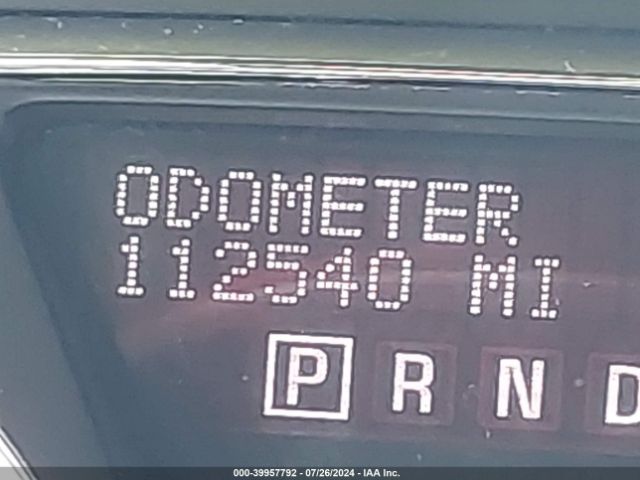 ODOMETER
112540 MI
P R N D
000-39957792 - 07/26/2024 - IAA Inc.